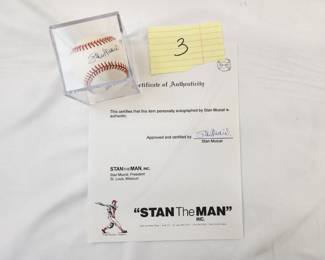 3
Certificate of Authenticity
This certifies that this item personally autographed by Stan Musial is
authentic.
Approved and certified by
Stan Musial
STAN THE MAN, INC.
Stan Musial, President
St. Louis, Missouri
"STAN The MAN"
INC.